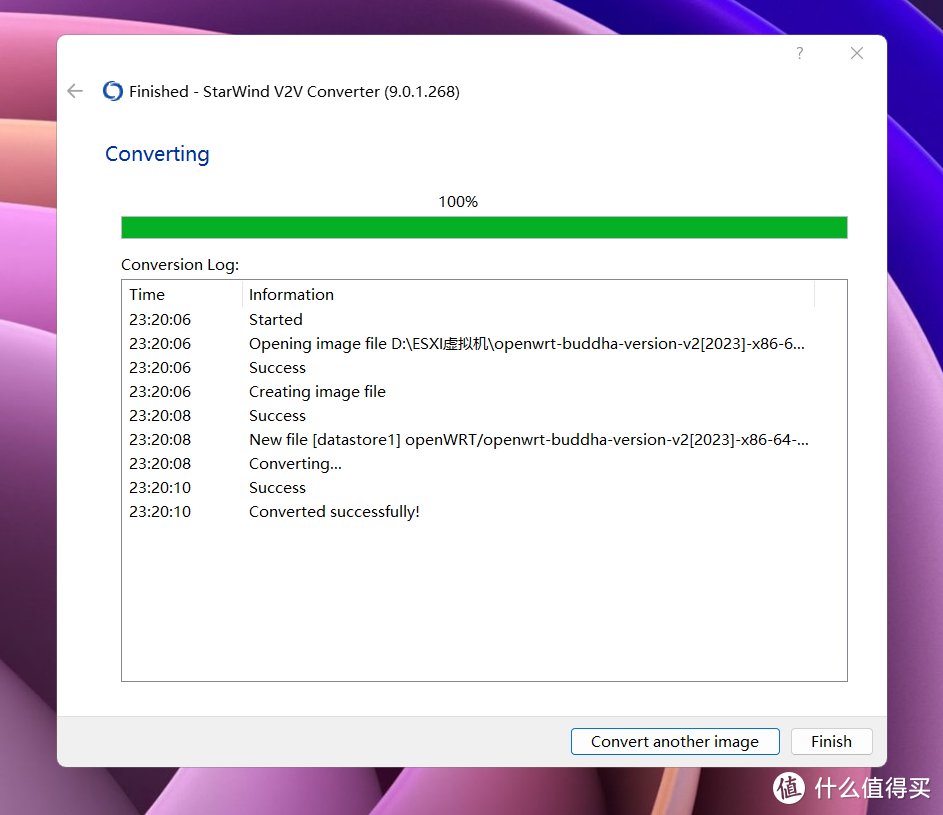 ?
Finished - StarWind V2V Converter (9.0.1.268)
Converting
100%
Conversion Log:
Time Information
23:20:06 Started
23:20:06 Opening image file D:\ESXI虚拟机\openwrt-buddha-version-v2[2023]-x86-6...
23:20:06 Success
23:20:06 Creating image file
23:20:08 Success
23:20:08 New file [datastore1] openWRT/openwrt-buddha-version-v2[2023]-x86-64-...
23:20:08 Converting...
23:20:10 Success
23:20:10 Converted successfully!
Convert another image Finish
值 什么值得买